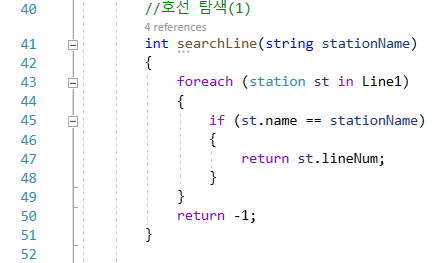 40 //호선 탐색(1)
4 references
41 int searchLine(string stationName)
42 {
43 foreach (station st in Line1)
44 {
45 if (st.name == stationName)
46 {
47 return st.lineNum;
48 }
49 }
50 return -1;
51 }
52